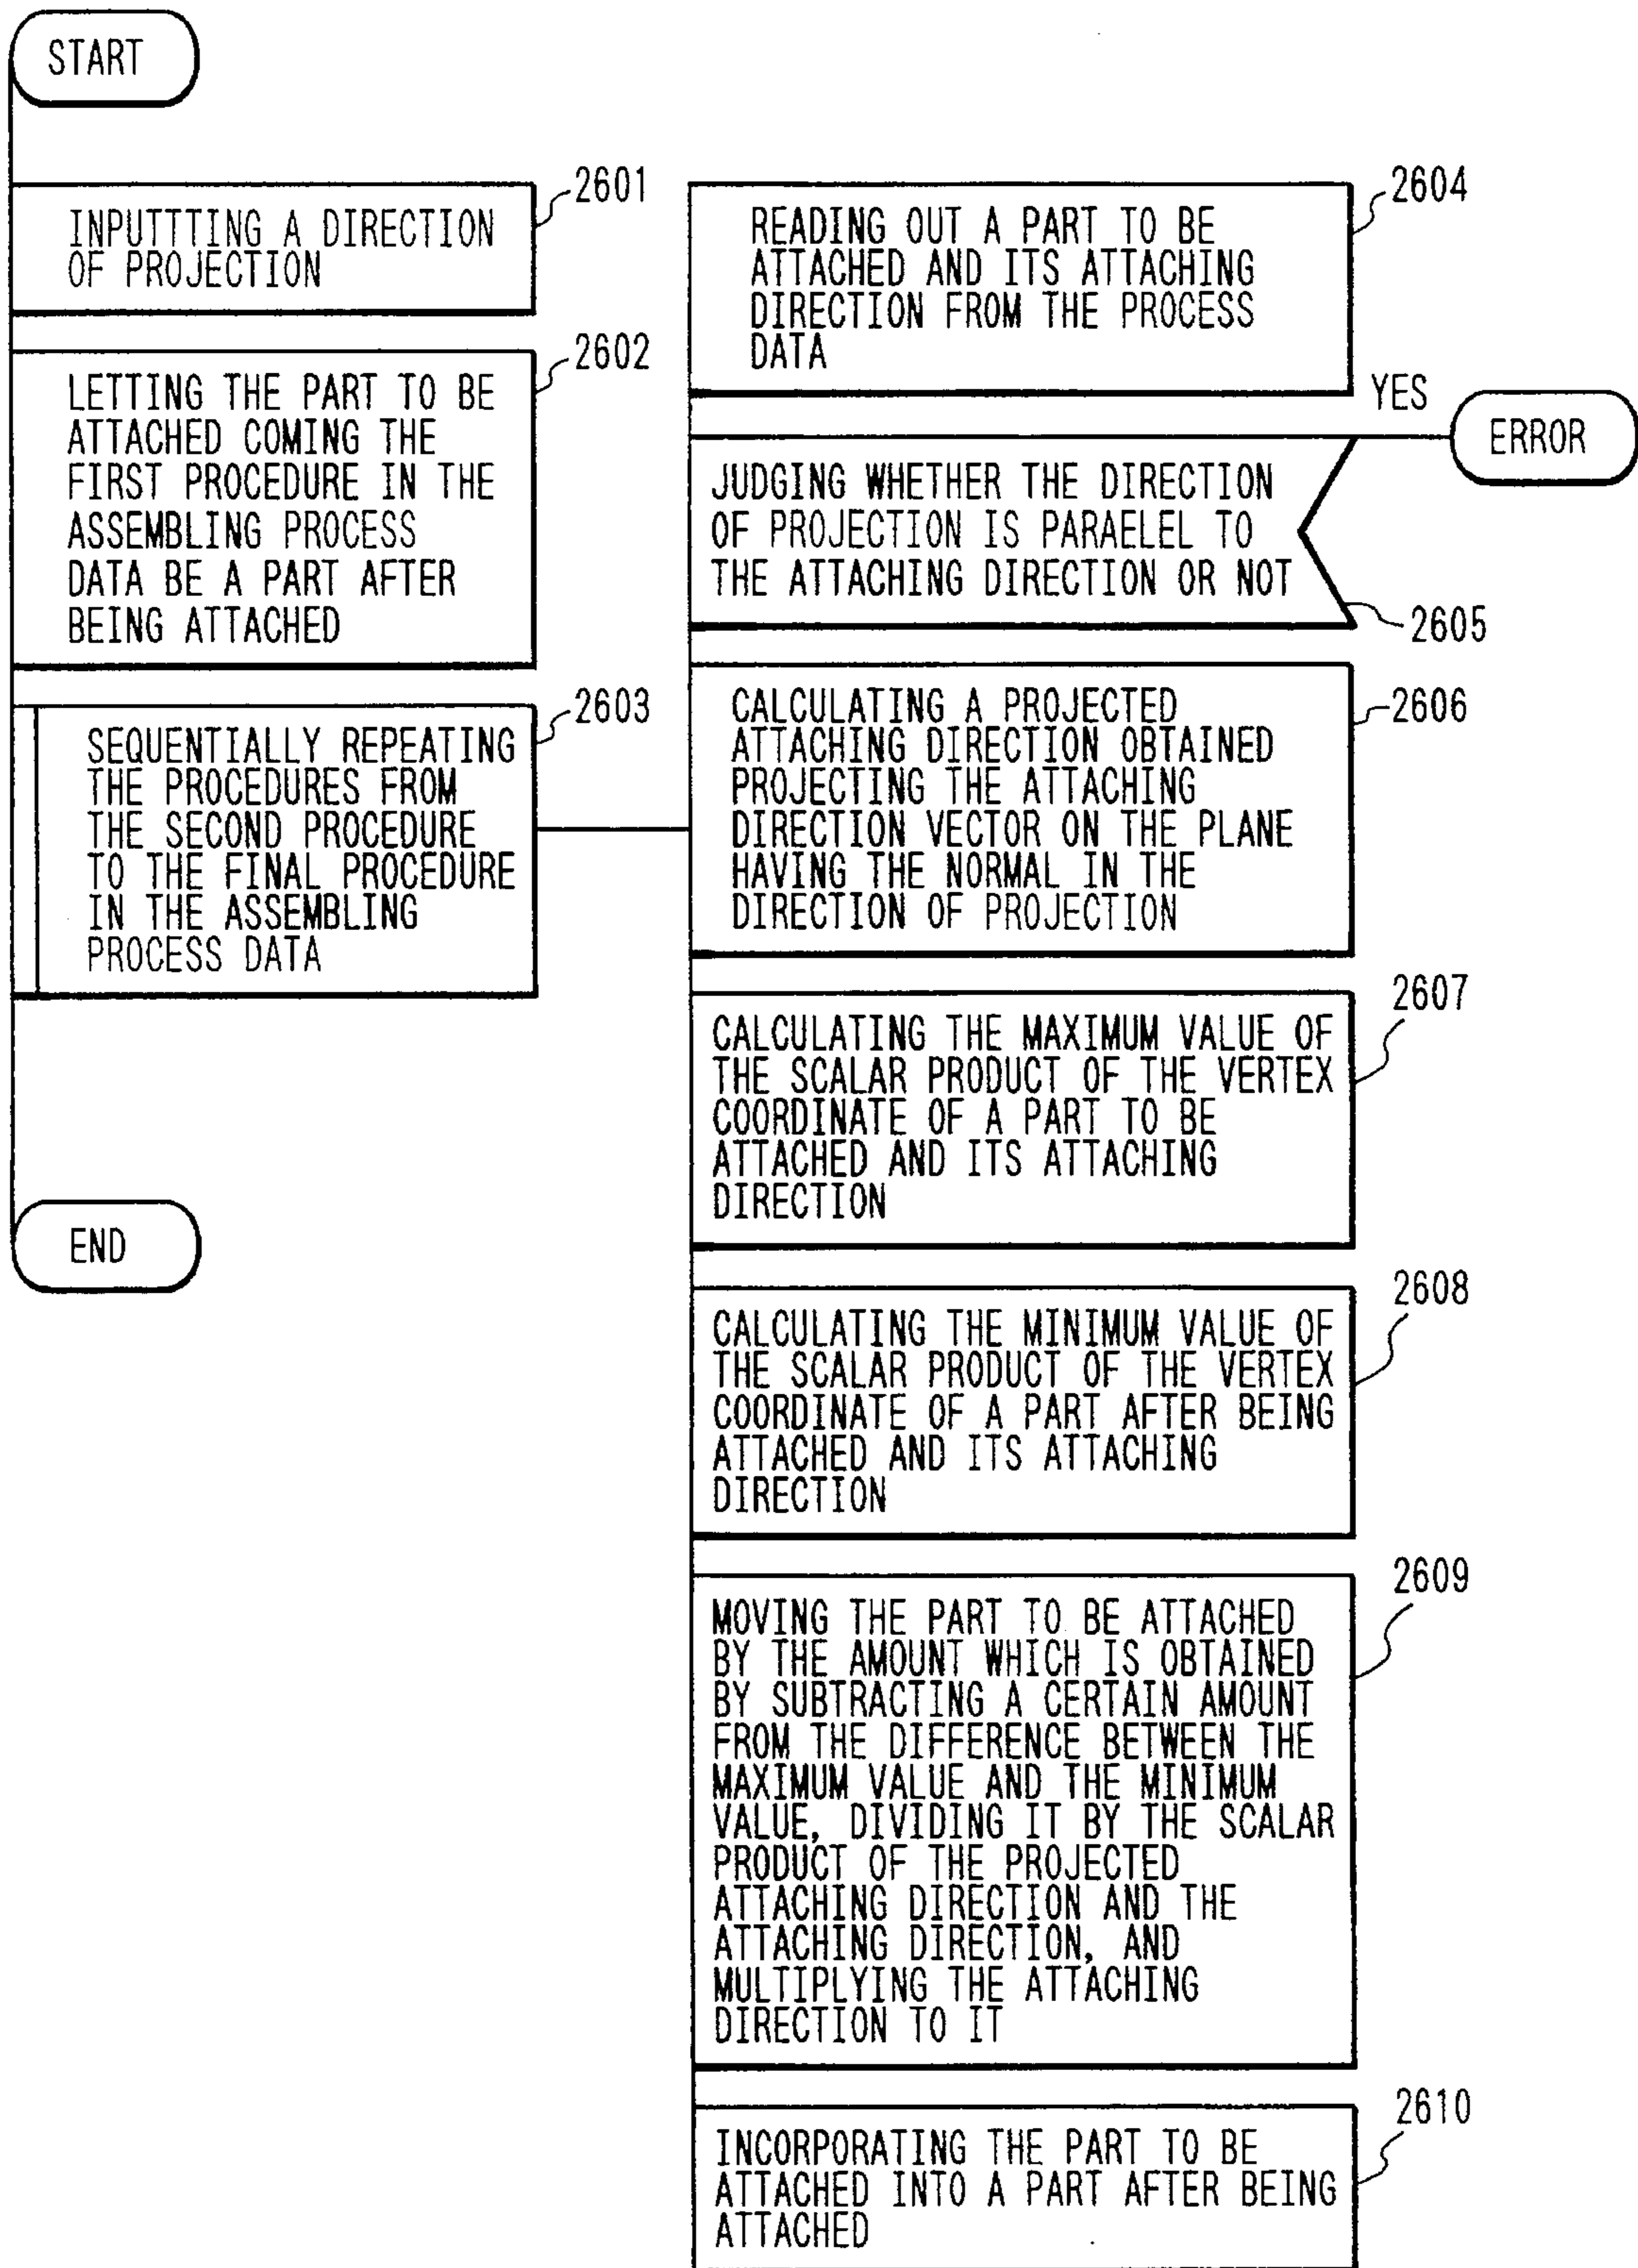 START
2601
INPUTTTING A DIRECTION
OF PROJECTION
2602
LETTING THE PART TO BE
ATTACHED COMING THE
FIRST PROCEDURE IN THE
ASSEMBLING PROCESS
DATA BE A PART AFTER
BEING ATTACHED
2603
SEQUENTIALLY REPEATING
THE PROCEDURES FROM
THE SECOND PROCEDURE
TO THE FINAL PROCEDURE
IN THE ASSEMBLING
PROCESS DATA
END
2604
READING OUT A PART TO BE
ATTACHED AND ITS ATTACHING
DIRECTION FROM THE PROCESS
DATA
YES
ERROR
JUDGING WHETHER THE DIRECTION
OF PROJECTION IS PARAELEL TO
THE ATTACHING DIRECTION OR NOT
2605
2606
CALCULATING A PROJECTED
ATTACHING DIRECTION OBTAINED
PROJECTING THE ATTACHING
DIRECTION VECTOR ON THE PLANE
HAVING THE NORMAL IN THE
DIRECTION OF PROJECTION
2607
CALCULATING THE MAXIMUM VALUE OF
THE SCALAR PRODUCT OF THE VERTEX
COORDINATE OF A PART TO BE
ATTACHED AND ITS ATTACHING
DIRECTION
2608
CALCULATING THE MINIMUM VALUE OF
THE SCALAR PRODUCT OF THE VERTEX
COORDINATE OF A PART AFTER BEING
ATTACHED AND ITS ATTACHING
DIRECTION
2609
MOVING THE PART TO BE ATTACHED
BY THE AMOUNT WHICH IS OBTAINED
BY SUBTRACTING A CERTAIN AMOUNT
FROM THE DIFFERENCE BETWEEN THE
MAXIMUM VALUE AND THE MINIMUM
VALUE, DIVIDING IT BY THE SCALAR
PRODUCT OF THE PROJECTED
ATTACHING DIRECTION AND THE
ATTACHING DIRECTION, AND
MULTIPLYING THE ATTACHING
DIRECTION TO IT
2610
INCORPORATING THE PART TO BE
ATTACHED INTO A PART AFTER BEING
ATTACHED